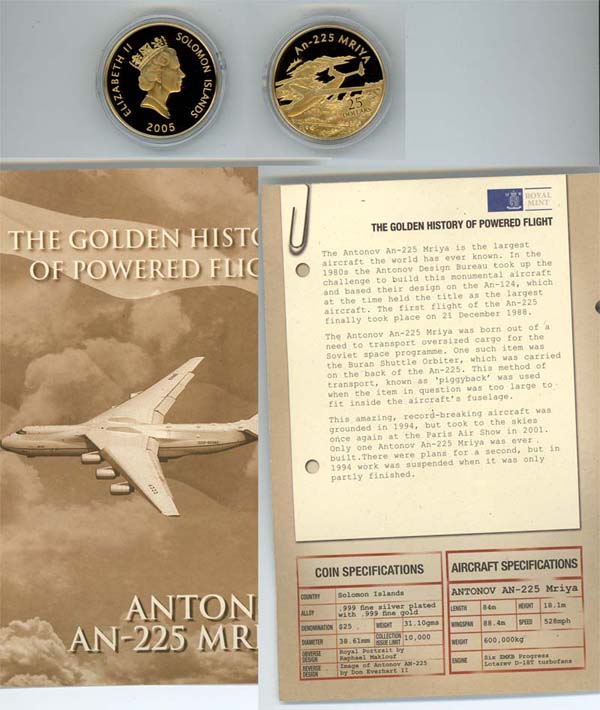 ELIZABETH II
SOLOMON ISLANDS
2005
An-225 MRIYA
25
DOLLARS
THE GOLDEN HISTO
OF POWERED FLIG
ANTON
AN-225 MRI
ROYAL
MINT
THE GOLDEN HISTORY OF POWERED FLIGHT
The Antonov An-225 Mriya is the largest
aircraft the world has ever known. In the
1980s the Antonov Design Bureau took up the
challenge to build this monumental aircraft
and based their design on the An-124, which
at the time held the title as the largest
aircraft. The first flight of the An-225
finally took place on 21 December 1988.
The Antonov An-225 Mriya was born out of a
need to transport oversized cargo for the
Soviet space programme. One such item was
the Buran Shuttle Orbiter, which was carried
on the back of the An-225. This method of
transport, known as 'piggyback' was used
when the item in question was too large to
fit inside the aircraft's fuselage.
This amazing, record-breaking aircraft was
grounded in 1994, but took to the skies
once again at the Paris Air Show in 2001.
Only one Antonov An-225 Mriya was ever
built.There were plans for a second, but in
1994 work was suspended when it was only
partly finished.
COIN SPECIFICATIONS
COUNTRY Solomon Islands
ALLOY .999 fine silver plated
with .999 fine gold
DENOMINATION $25 WEIGHT 31.10gms
DIAMETER 38.61mm COLLECTION ISSUE LIMIT 10,000
OBVERSE DESIGN Royal Portrait by
Raphael Maklouf
REVERSE DESIGN Image of Antonov AN-225
by Don Everhart II
AIRCRAFT SPECIFICATIONS
ANTONOV AN-225 Mriya
LENGTH 84m HEIGHT 18.1m
WINGSPAN 88.4m SPEED 528mph
WEIGHT 600,000kg
ENGINE Six ZMKB Progress
Lotarev D-18T turbofans